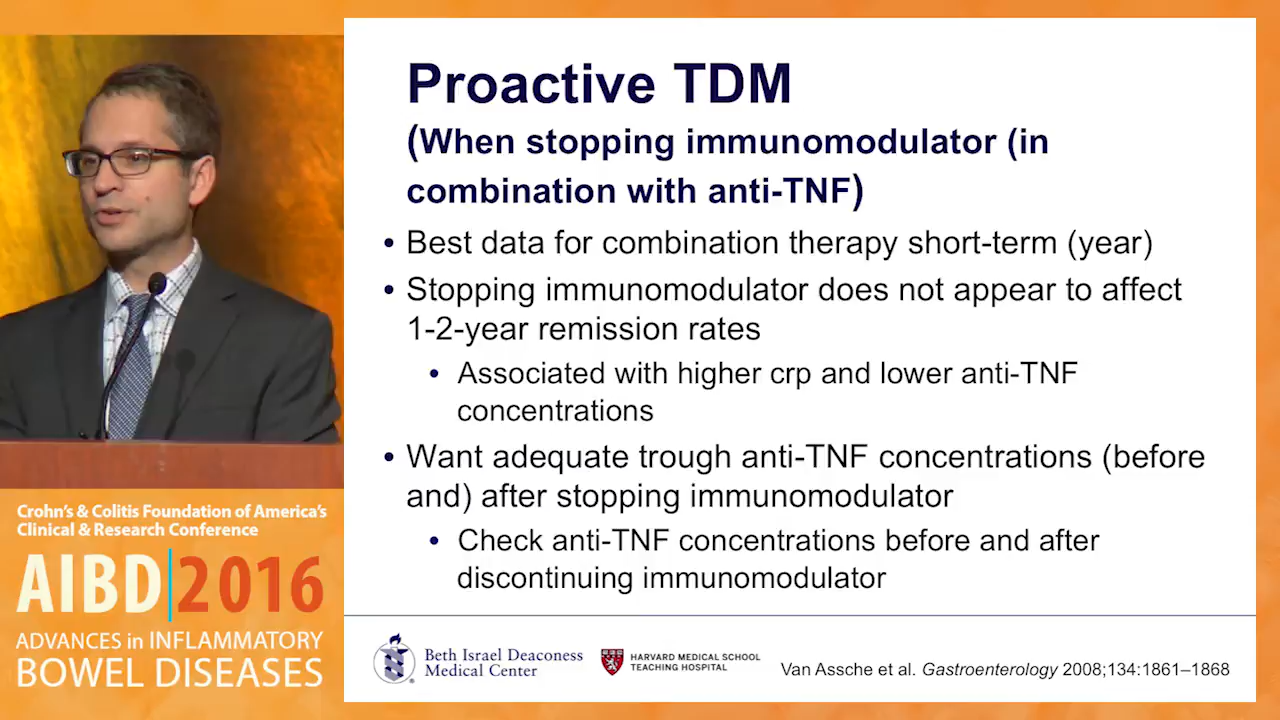 Proactive TDM
(When stopping immunomodulator (in
combination with anti-TNF)
• Best data for combination therapy short-term (year)
• Stopping immunomodulator does not appear to affect
1-2-year remission rates
• Associated with higher crp and lower anti-TNF
concentrations
• Want adequate trough anti-TNF concentrations (before
and) after stopping immunomodulator
• Check anti-TNF concentrations before and after
discontinuing immunomodulator
Crohn's & Colitis Foundation of America's
Clinical & Research Conference
AIBD|2016
ADVANCES in INFLAMMATORY
BOWEL DISEASES
Beth Israel Deaconess
Medical Center
HARVARD MEDICAL SCHOOL
TEACHING HOSPITAL
Van Assche et al. Gastroenterology 2008;134:1861–1868